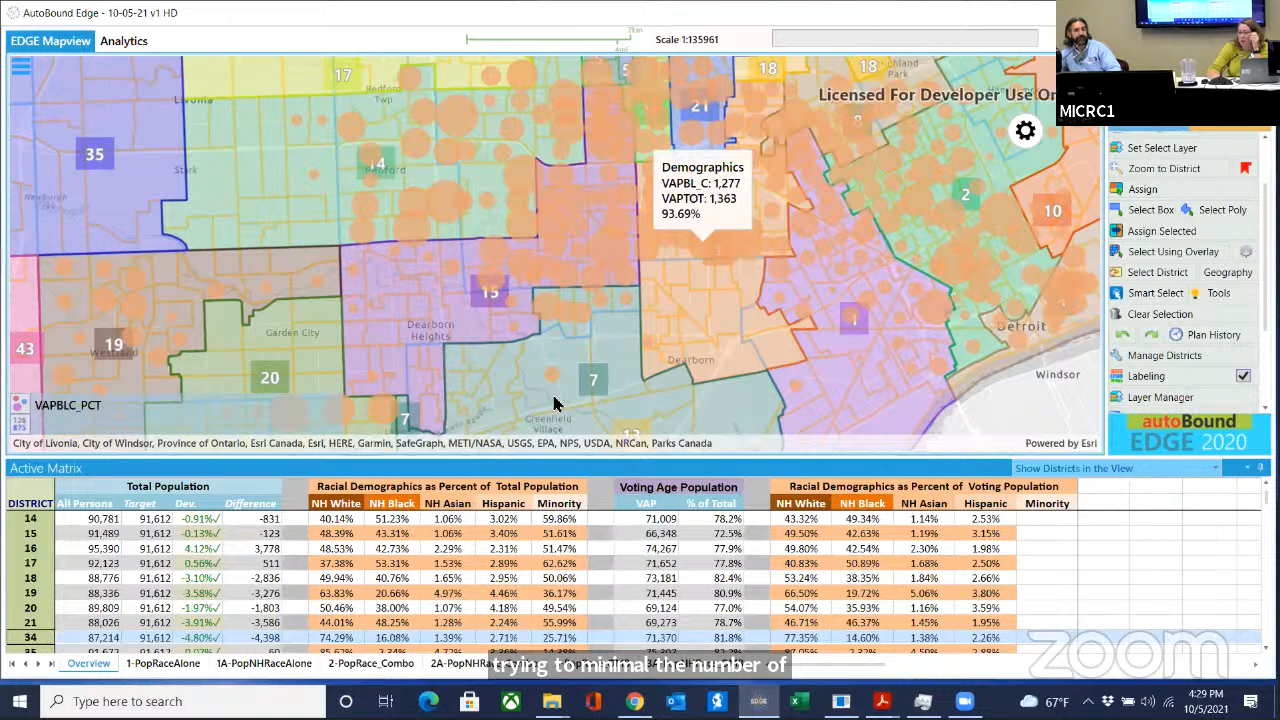 AutoBound Edge - 10-05-21 v1 HD
EDGE Mapview
Analytics
7km
4mi
Scale 1:135961
MICRC1
Licensed For Developer Use On
17
5
18
18
Highland
Park
Redford
Twp
Livonia
21
35
Stark
14
Redford
Demographics
VAPBL_C: 1,277
VAPTOT: 1,363
93.69%
2
10
15
1
Dearborn
Heights
Garden City
Dearborn
Detroit
Windsor
43
19
Westland
20
7
7
Greenfield
Village
VAPBLC_PCT
City of Livonia, City of Windsor, Province of Ontario, Esri Canada, Esri, HERE, Garmin, SafeGraph, METI/NASA, USGS, EPA, NPS, USDA, NRCan, Parks Canada
Powered by Esri
Set Select Layer
Zoom to District
Assign
Select Box
Select Poly
Assign Selected
Select Using Overlay
Select District
Geography
Smart Select
Tools
Clear Selection
Plan History
Manage Districts
Labeling
Layer Manager
autoBound
EDGE 2020
Active Matrix
Show Districts in the View
Total Population
Racial Demographics as Percent of Total Population
Voting Age Population
Racial Demographics as Percent of Voting Population
DISTRICT All Persons Target Dev. Difference NH White NH Black NH Asian Hispanic Minority VAP % of Total NH White NH Black NH Asian Hispanic Minority
14 90,781 91,612 -0.91%✓ -831 40.14% 51.23% 1.06% 3.02% 59.86% 71,009 78.2% 43.32% 49.34% 1.14% 2.53%
15 91,489 91,612 -0.13%✓ -123 48.39% 43.31% 1.06% 3.40% 51.61% 66,348 72.5% 49.50% 42.63% 1.19% 3.15%
16 95,390 91,612 4.12%✓ 3,778 48.53% 42.73% 2.29% 2.31% 51.47% 74,267 77.9% 49.80% 42.54% 2.30% 1.98%
17 92,123 91,612 0.56%✓ 511 37.38% 53.31% 1.53% 2.89% 62.62% 71,652 77.8% 40.83% 50.89% 1.68% 2.50%
18 88,776 91,612 -3.10%✓ -2,836 49.94% 40.76% 1.65% 2.95% 50.06% 73,181 82.4% 53.24% 38.35% 1.84% 2.66%
19 88,336 91,612 -3.58%✓ -3,276 63.83% 20.66% 4.97% 4.46% 36.17% 71,445 80.9% 66.50% 19.72% 5.06% 3.80%
20 89,809 91,612 -1.97%✓ -1,803 50.46% 38.00% 1.07% 4.18% 49.54% 69,124 77.0% 54.07% 35.93% 1.16% 3.59%
21 88,026 91,612 -3.91%✓ -3,586 44.01% 48.25% 1.28% 2.24% 55.99% 69,273 78.7% 46.71% 46.37% 1.45% 1.95%
34 87,214 91,612 -4.80%✓ -4,398 74.29% 16.08% 1.39% 2.71% 25.71% 71,370 81.8% 77.35% 14.60% 1.38% 2.26%
trying to minimal the number of
Overview
1-PopRaceAlone
1A-PopNHRaceAlone
2-PopRace_Combo
zoom
Type here to search
67°F
4:29 PM
10/5/2021